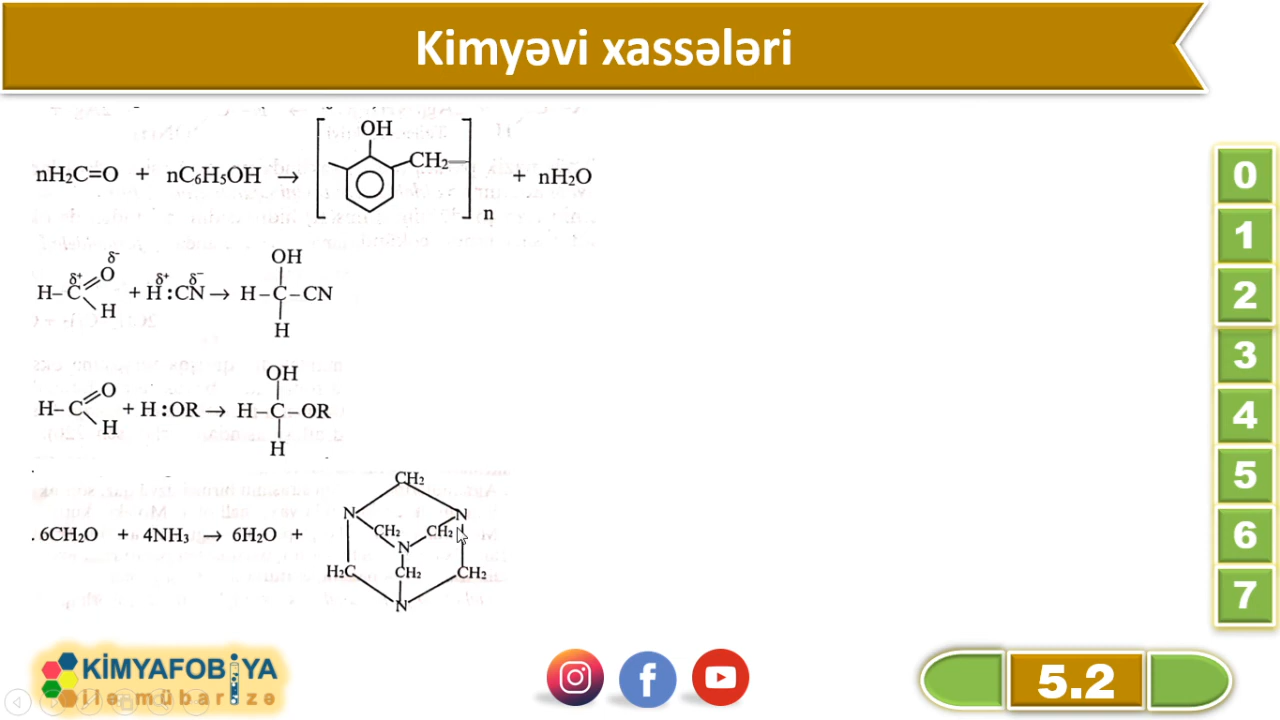 Kimyəvi xassələri
nH₂C=O + nC₆H₅OH → [OH CH₂—]n + nH₂O
H–C δ+ =O δ- H + H δ+ :CN δ- → H–C–CN OH H
H–C=O H + H:OR → H–C–OR OH H
. 6CH₂O + 4NH₃ → 6H₂O +
CH₂
N N
CH₂ CH₂
N
H₂C CH₂ CH₂
N
0
1
2
3
4
5
6
7
KİMYAFOBİYA
ilə mübarizə
5.2